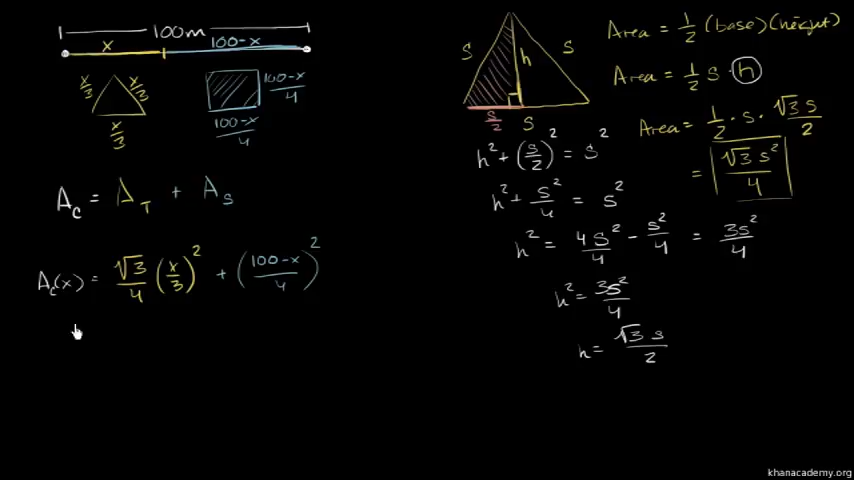 100m
x 100-x
x/3 x/3 100-x/4
x/3 100-x/4
A_c = A_T + A_S
A_c(x) = √3/4 (x/3)² + (100-x/4)²
S S h
S/2 S
Area = 1/2 (base)(height)
Area = 1/2 S · h
Area = 1/2 · S · √3 S/2
= √3 S²/4
h² + (S/2)² = S²
h² + S²/4 = S²
h² = 4S²/4 - S²/4 = 3S²/4
h² = 3S²/4
h = √3 S/2
khanacademy.org